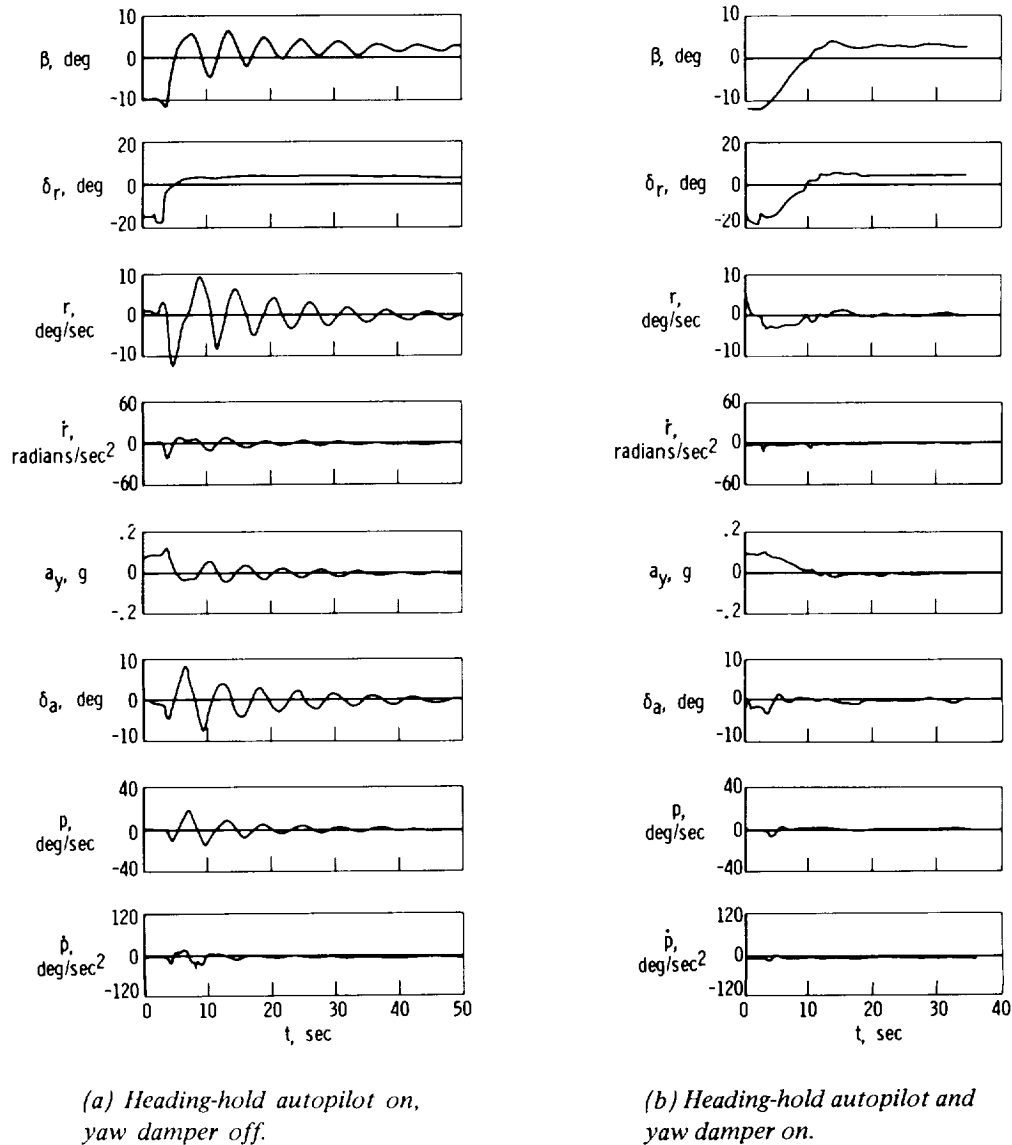 10
β, deg
0
-10
20
δr, deg
0
-20
10
r,
0
deg/sec
-10
60
ṙ,
0
radians/sec²
-60
.2
ay, g
0
-.2
10
δa, deg
0
-10
40
p,
0
deg/sec
-40
120
ṗ,
0
deg/sec²
-120
0 10 20 30 40 50
t, sec
(a) Heading-hold autopilot on,
yaw damper off.
10
β, deg
0
-10
20
δr, deg
0
-20
10
r,
0
deg/sec
-10
60
ṙ,
0
radians/sec²
-60
.2
ay, g
0
-.2
10
δa, deg
0
-10
40
p,
0
deg/sec
-40
120
ṗ,
0
deg/sec²
-120
0 10 20 30 40
t, sec
(b) Heading-hold autopilot and
yaw damper on.